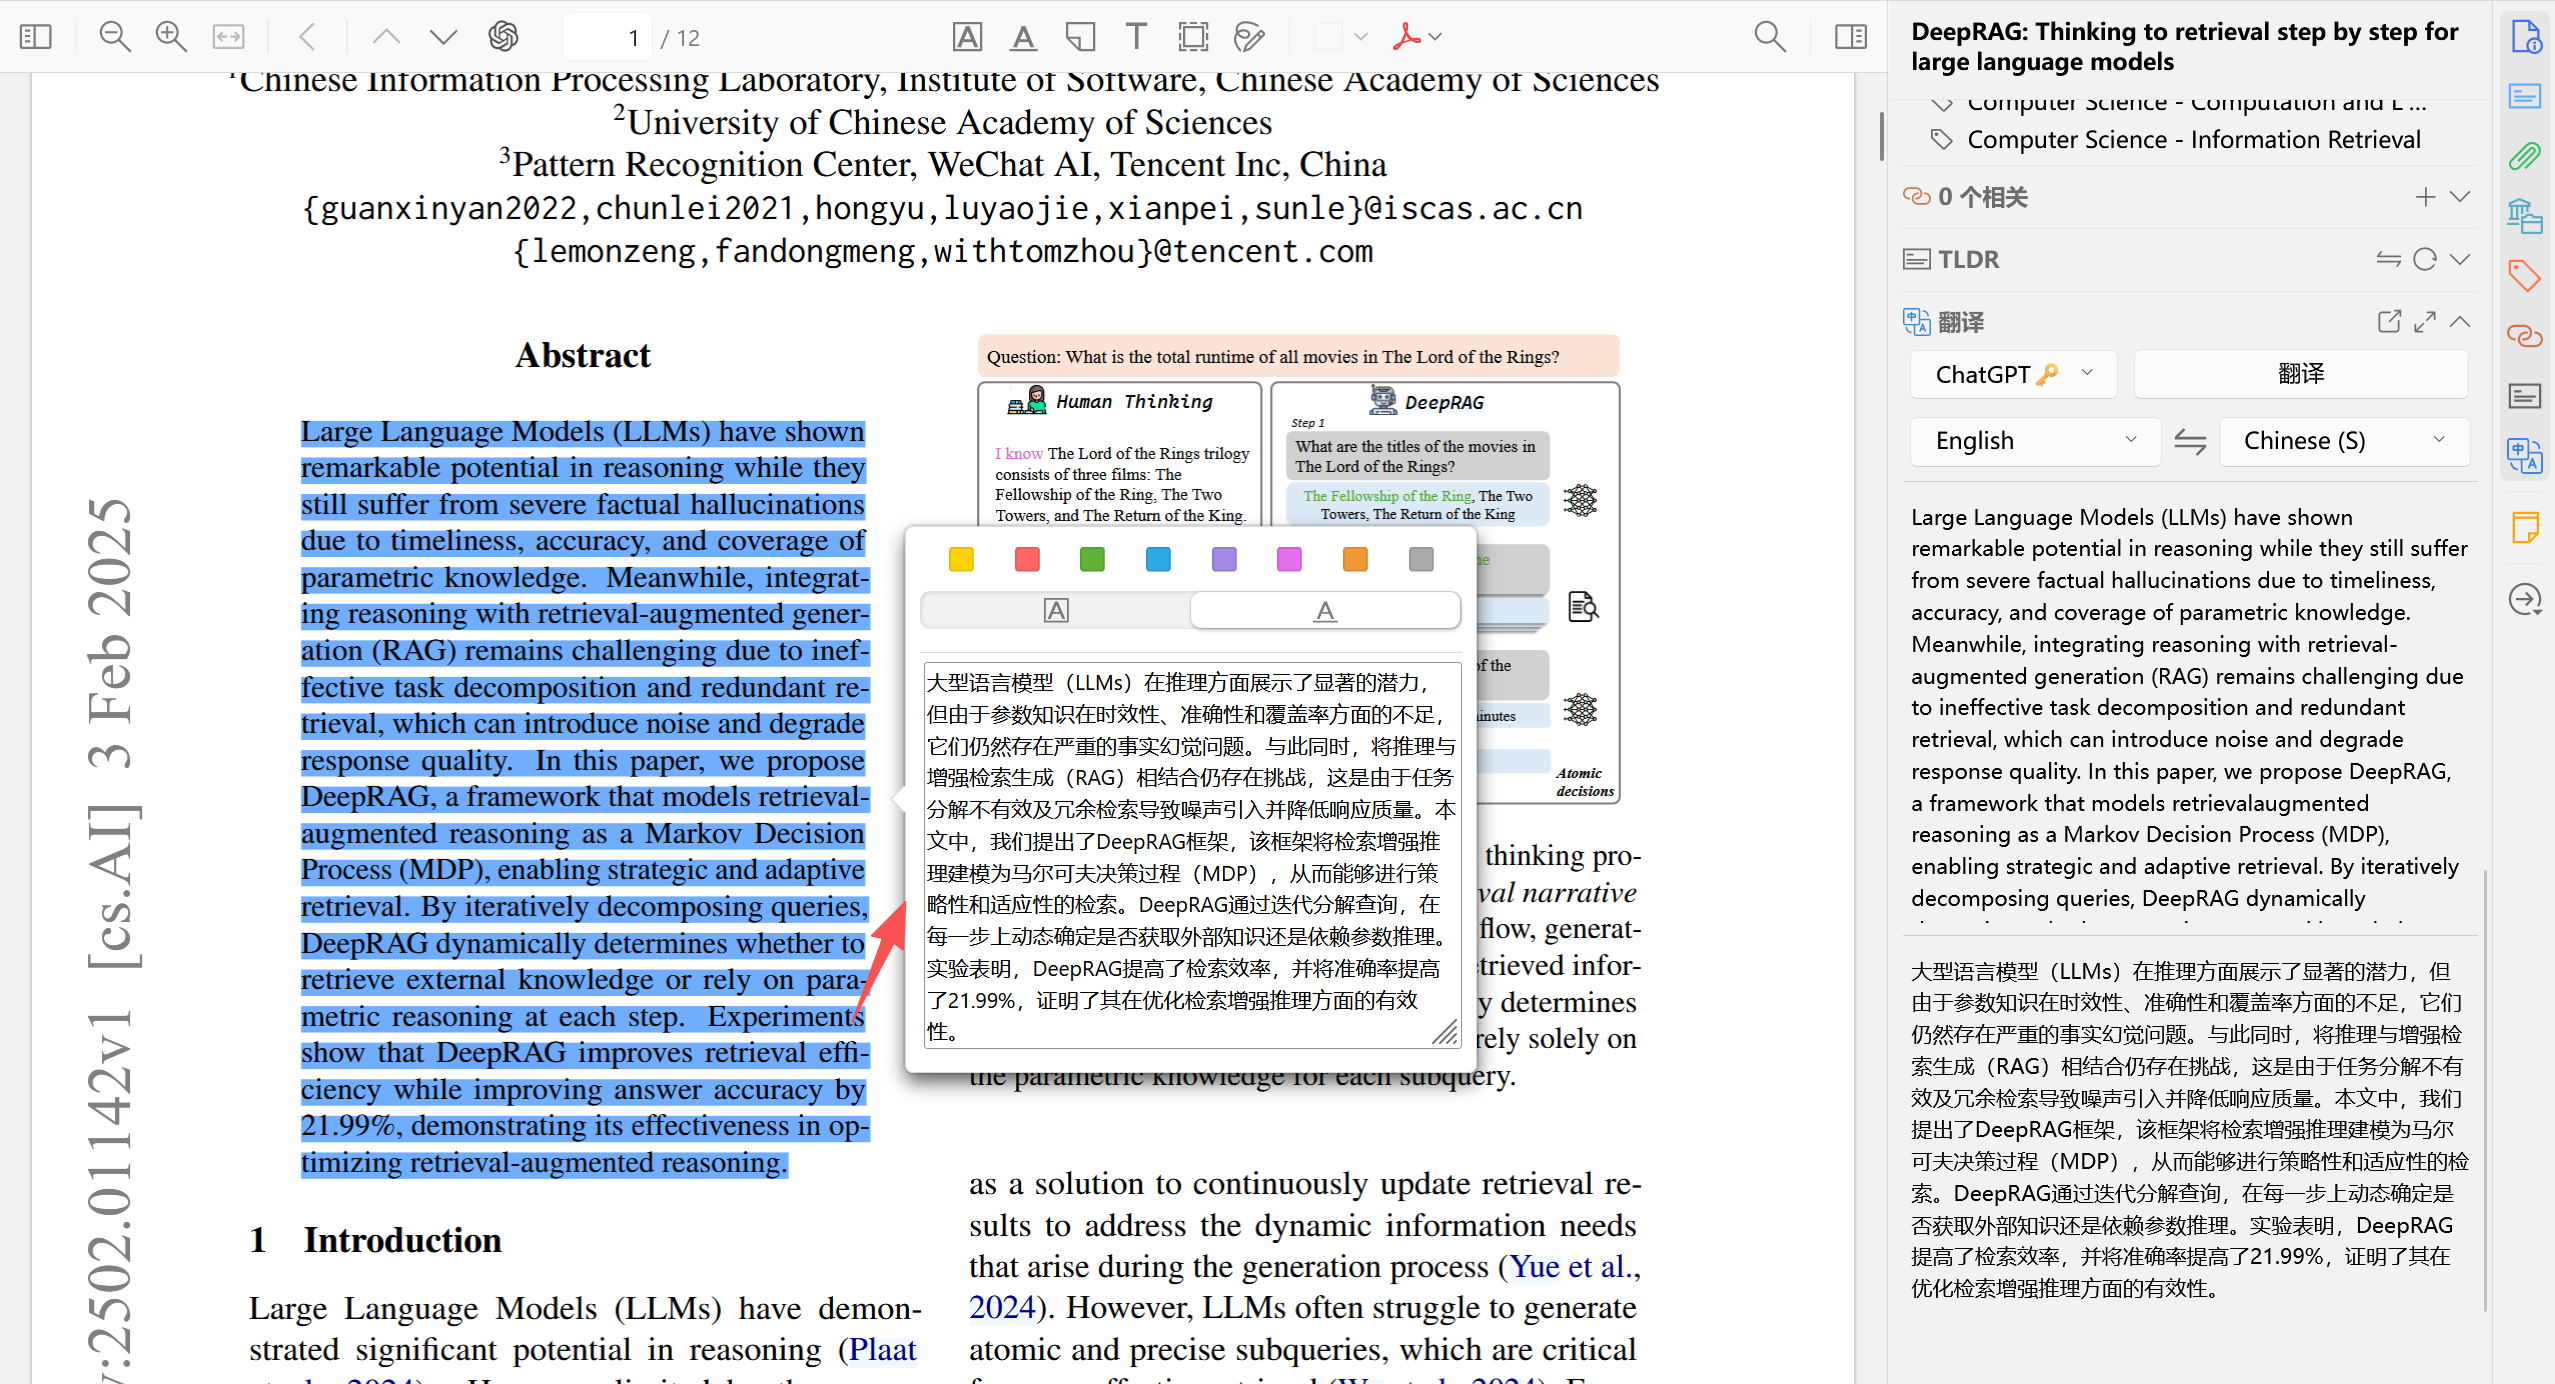 1 / 12
¹Chinese Information Processing Laboratory, Institute of Software, Chinese Academy of Sciences
²University of Chinese Academy of Sciences
³Pattern Recognition Center, WeChat AI, Tencent Inc, China
{guanxinyan2022,chunlei2021,hongyu,luyaojie,xianpei,sunle}@iscas.ac.cn
{lemonzeng,fandongmeng,withtomzhou}@tencent.com
:2502.01142v1 [cs.AI] 3 Feb 2025
Abstract
Large Language Models (LLMs) have shown
remarkable potential in reasoning while they
still suffer from severe factual hallucinations
due to timeliness, accuracy, and coverage of
parametric knowledge. Meanwhile, integrat-
ing reasoning with retrieval-augmented gener-
ation (RAG) remains challenging due to inef-
fective task decomposition and redundant re-
trieval, which can introduce noise and degrade
response quality. In this paper, we propose
DeepRAG, a framework that models retrieval-
augmented reasoning as a Markov Decision
Process (MDP), enabling strategic and adaptive
retrieval. By iteratively decomposing queries,
DeepRAG dynamically determines whether to
retrieve external knowledge or rely on para-
metric reasoning at each step. Experiments
show that DeepRAG improves retrieval effi-
ciency while improving answer accuracy by
21.99%, demonstrating its effectiveness in op-
timizing retrieval-augmented reasoning.
1 Introduction
Large Language Models (LLMs) have demon-
strated significant potential in reasoning (Plaat
Question: What is the total runtime of all movies in The Lord of the Rings?
Human Thinking
I know The Lord of the Rings trilogy
consists of three films: The
Fellowship of the Ring, The Two
Towers, and The Return of the King.
DeepRAG
Step 1
What are the titles of the movies in
The Lord of the Rings?
The Fellowship of the Ring, The Two
Towers, The Return of the King
of the
Atomic
decisions
大型语言模型（LLMs）在推理方面展示了显著的潜力，
但由于参数知识在时效性、准确性和覆盖率方面的不足，
它们仍然存在严重的事实幻觉问题。与此同时，将推理与
增强检索生成（RAG）相结合仍存在挑战，这是由于任务
分解不有效及冗余检索导致噪声引入并降低响应质量。本
文中，我们提出了DeepRAG框架，该框架将检索增强推
理建模为马尔可夫决策过程（MDP），从而能够进行策
略性和适应性的检索。DeepRAG通过迭代分解查询，在
每一步上动态确定是否获取外部知识还是依赖参数推理。
实验表明，DeepRAG提高了检索效率，并将准确率提高
了21.99%，证明了其在优化检索增强推理方面的有效
性。
thinking pro-
val narrative
flow, generat-
trieved infor-
y determines
rely solely on
the parametric knowledge for each subquery.
as a solution to continuously update retrieval re-
sults to address the dynamic information needs
that arise during the generation process (Yue et al.,
2024). However, LLMs often struggle to generate
atomic and precise subqueries, which are critical
DeepRAG: Thinking to retrieval step by step for
large language models
Computer Science - Computation and L ...
Computer Science - Information Retrieval
0 个相关
TLDR
翻译
ChatGPT🔑 翻译
English Chinese (S)
Large Language Models (LLMs) have shown
remarkable potential in reasoning while they still suffer
from severe factual hallucinations due to timeliness,
accuracy, and coverage of parametric knowledge.
Meanwhile, integrating reasoning with retrieval-
augmented generation (RAG) remains challenging due
to ineffective task decomposition and redundant
retrieval, which can introduce noise and degrade
response quality. In this paper, we propose DeepRAG,
a framework that models retrievalaugmented
reasoning as a Markov Decision Process (MDP),
enabling strategic and adaptive retrieval. By iteratively
decomposing queries, DeepRAG dynamically
大型语言模型（LLMs）在推理方面展示了显著的潜力，但
由于参数知识在时效性、准确性和覆盖率方面的不足，它们
仍然存在严重的事实幻觉问题。与此同时，将推理与增强检
索生成（RAG）相结合仍存在挑战，这是由于任务分解不有
效及冗余检索导致噪声引入并降低响应质量。本文中，我们
提出了DeepRAG框架，该框架将检索增强推理建模为马尔
可夫决策过程（MDP），从而能够进行策略性和适应性的检
索。DeepRAG通过迭代分解查询，在每一步上动态确定是
否获取外部知识还是依赖参数推理。实验表明，DeepRAG
提高了检索效率，并将准确率提高了21.99%，证明了其在
优化检索增强推理方面的有效性。